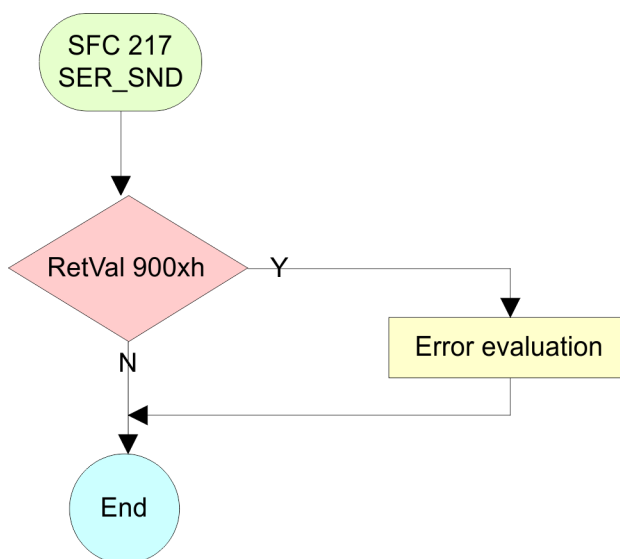 SFC 217
SER_SND
RetVal 900xh
Y
Error evaluation
N
End